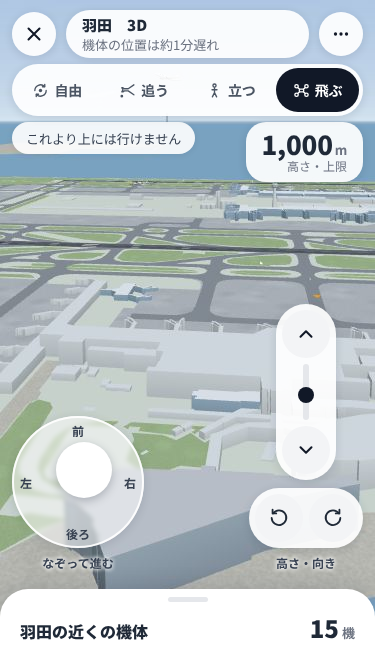 羽田　3D
機体の位置は約1分遅れ
自由
追う
立つ
飛ぶ
これより上には行けません
1,000 m
高さ・上限
前
左
右
後ろ
なぞって進む
高さ・向き
羽田の近くの機体
15 機